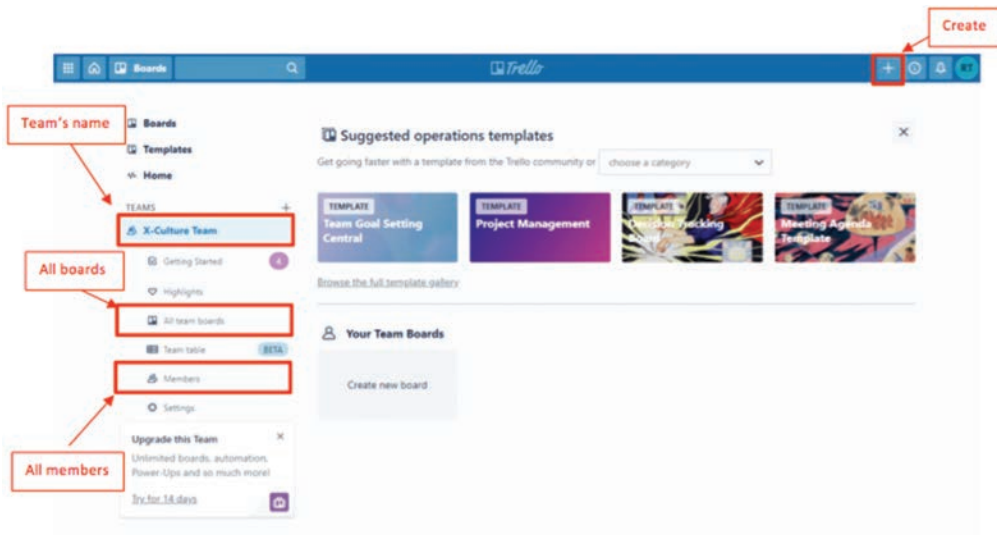 Create
Boards
Trello
RT
Team's name
Boards
Templates
Home
TEAMS
X-Culture Team
Getting Started 4
Highlights
All boards
All team boards
Team table BETA
Members
Settings
All members
Upgrade this Team
Unlimited boards, automation,
Power-Ups and so much more!
Try for 14 days
Suggested operations templates
Get going faster with a template from the Trello community or choose a category
TEMPLATE
Team Goal Setting
Central
TEMPLATE
Project Management
TEMPLATE
Decision Tracking
Board
TEMPLATE
Meeting Agenda
Template
Browse the full template gallery
Your Team Boards
Create new board